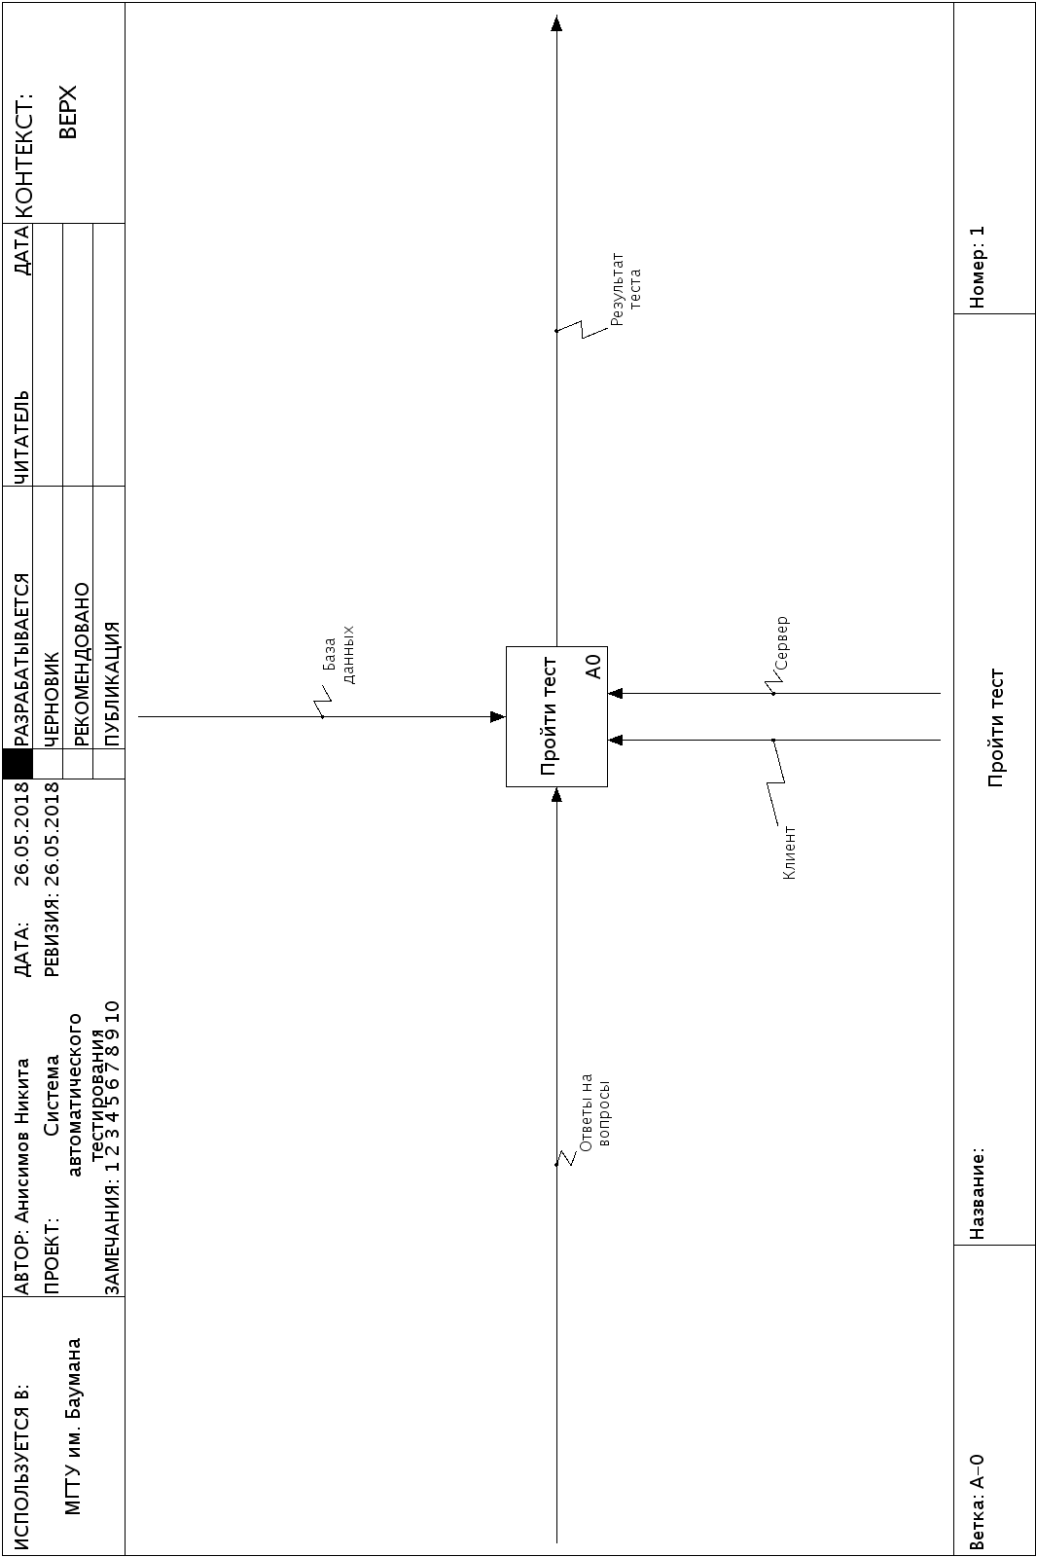 ИСПОЛЬЗУЕТСЯ В:
МГТУ им. Баумана
АВТОР: Анисимов Никита
ДАТА: 26.05.2018
ПРОЕКТ: Система
автоматического
тестирования
РЕВИЗИЯ: 26.05.2018
ЗАМЕЧАНИЯ: 1 2 3 4 5 6 7 8 9 10
РАЗРАБАТЫВАЕТСЯ
ЧЕРНОВИК
РЕКОМЕНДОВАНО
ПУБЛИКАЦИЯ
ЧИТАТЕЛЬ
ДАТА
КОНТЕКСТ:
ВЕРХ
База
данных
Ответы на
вопросы
Пройти тест
A0
Результат
теста
Клиент
Сервер
Ветка: A-0
Название:
Пройти тест
Номер: 1